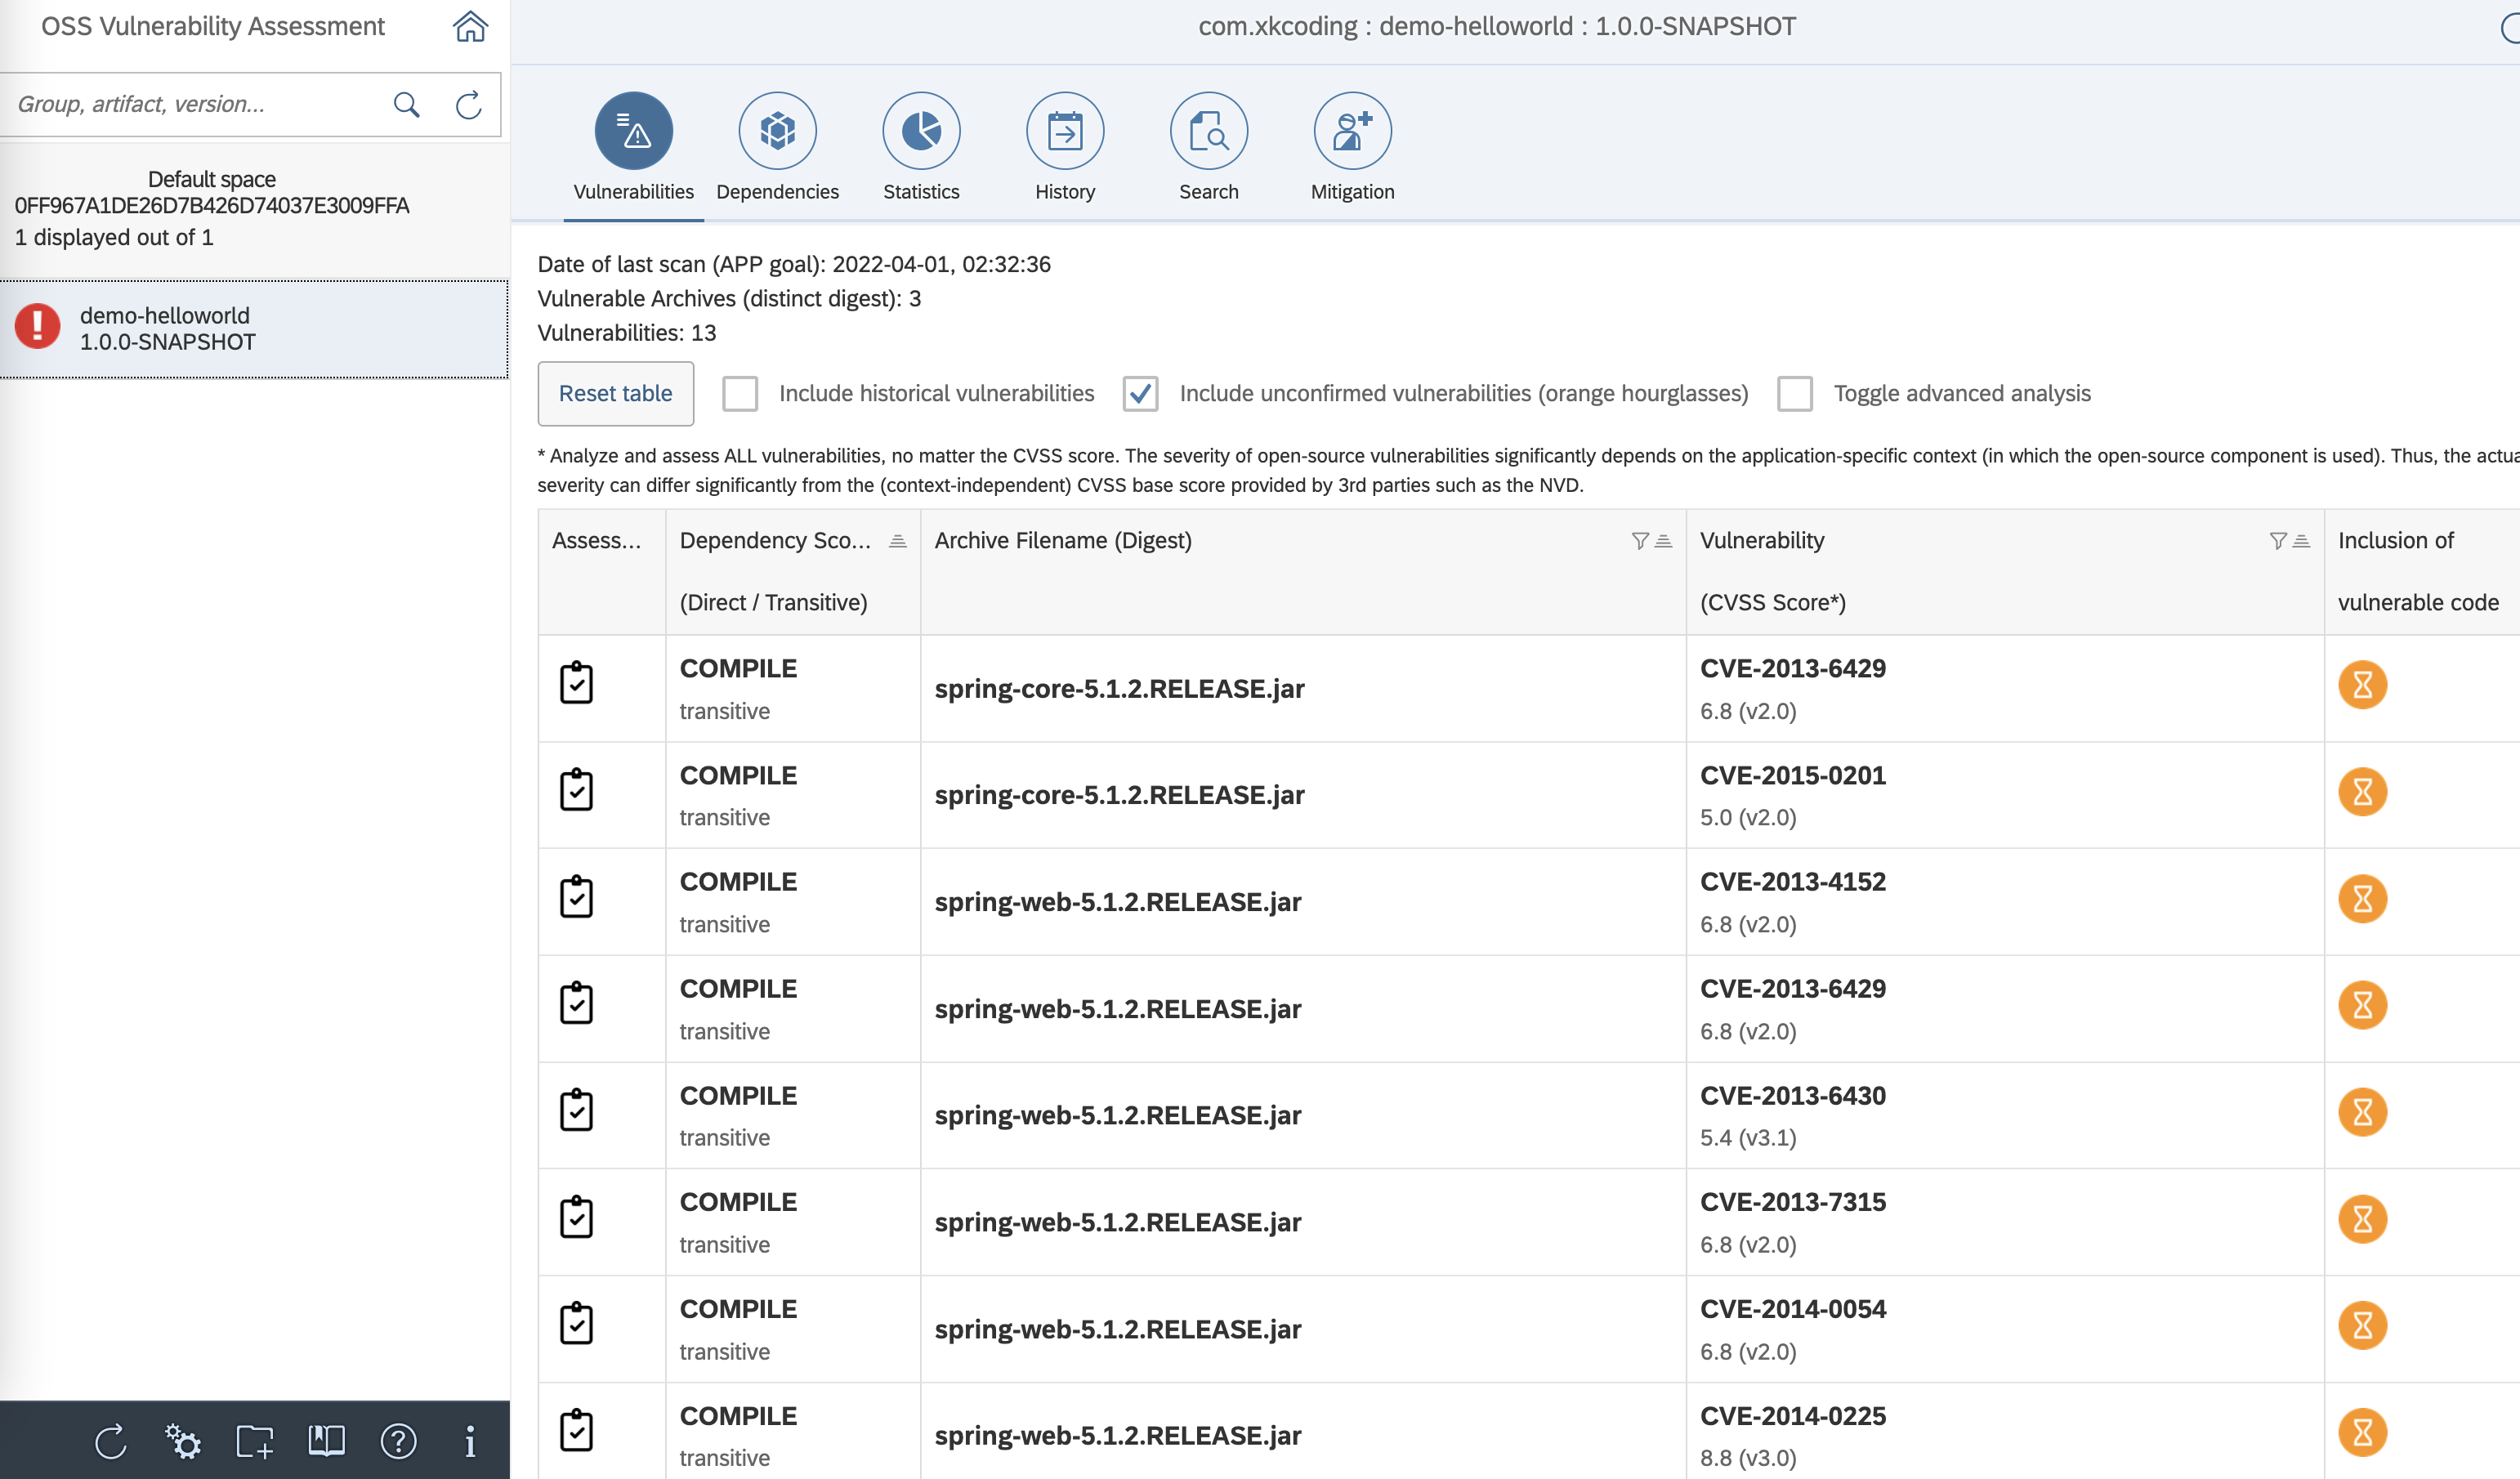 OSS Vulnerability Assessment
com.xkcoding : demo-helloworld : 1.0.0-SNAPSHOT
Group, artifact, version...
Default space
0FF967A1DE26D7B426D74037E3009FFA
1 displayed out of 1
demo-helloworld
1.0.0-SNAPSHOT
Vulnerabilities
Dependencies
Statistics
History
Search
Mitigation
Date of last scan (APP goal): 2022-04-01, 02:32:36
Vulnerable Archives (distinct digest): 3
Vulnerabilities: 13
Reset table
Include historical vulnerabilities
Include unconfirmed vulnerabilities (orange hourglasses)
Toggle advanced analysis
* Analyze and assess ALL vulnerabilities, no matter the CVSS score. The severity of open-source vulnerabilities significantly depends on the application-specific context (in which the open-source component is used). Thus, the actua
severity can differ significantly from the (context-independent) CVSS base score provided by 3rd parties such as the NVD.
Assess...
Dependency Sco...
(Direct / Transitive)
Archive Filename (Digest)
Vulnerability
(CVSS Score*)
Inclusion of
vulnerable code
COMPILE
transitive
spring-core-5.1.2.RELEASE.jar
CVE-2013-6429
6.8 (v2.0)
COMPILE
transitive
spring-core-5.1.2.RELEASE.jar
CVE-2015-0201
5.0 (v2.0)
COMPILE
transitive
spring-web-5.1.2.RELEASE.jar
CVE-2013-4152
6.8 (v2.0)
COMPILE
transitive
spring-web-5.1.2.RELEASE.jar
CVE-2013-6429
6.8 (v2.0)
COMPILE
transitive
spring-web-5.1.2.RELEASE.jar
CVE-2013-6430
5.4 (v3.1)
COMPILE
transitive
spring-web-5.1.2.RELEASE.jar
CVE-2013-7315
6.8 (v2.0)
COMPILE
transitive
spring-web-5.1.2.RELEASE.jar
CVE-2014-0054
6.8 (v2.0)
COMPILE
transitive
spring-web-5.1.2.RELEASE.jar
CVE-2014-0225
8.8 (v3.0)